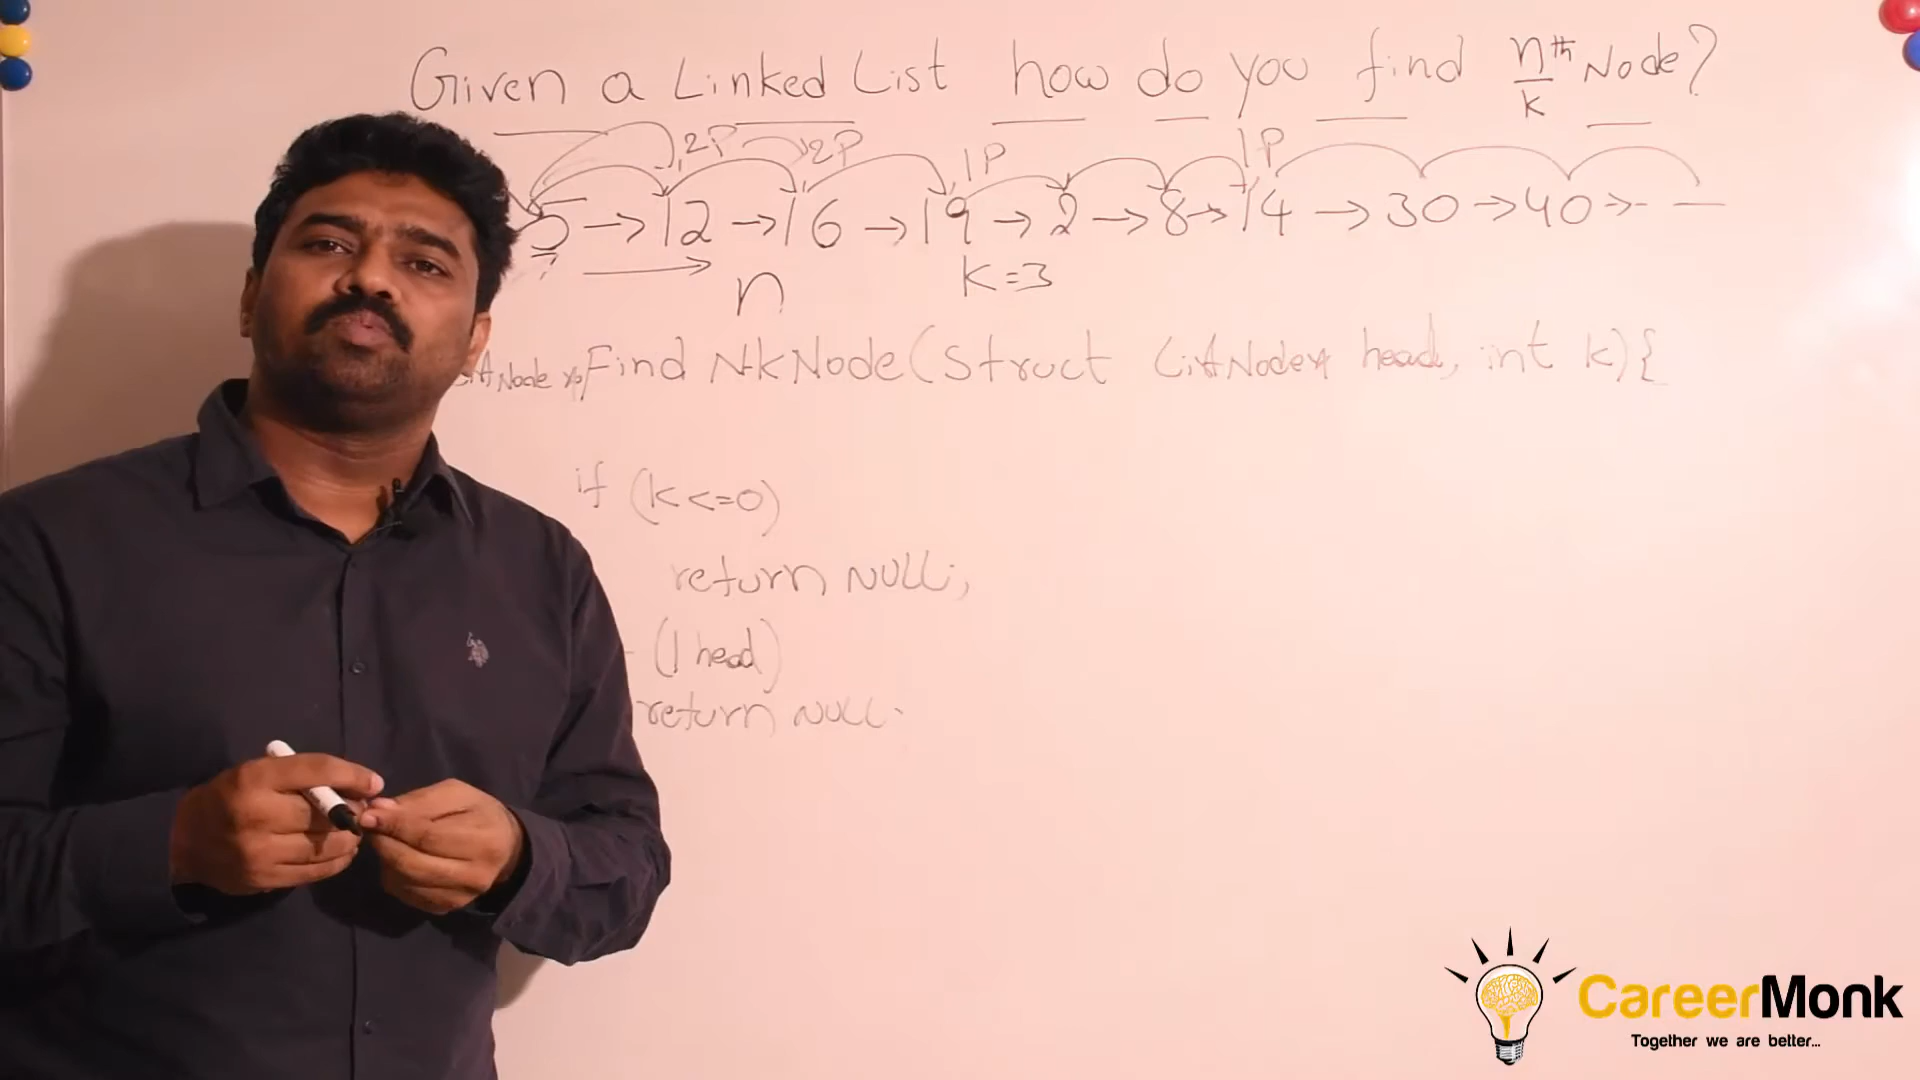 Given a Linked List how do you find n/k th Node?
2P 2P 1P 1P
5 → 12 → 16 → 19 → 2 → 8 → 14 → 30 → 40 → - —
n k=3
Node * Find NkNode(struct ListNode * head, int k){
if (k<=0)
return NULL;
(!head)
return NULL.
CareerMonk
Together we are better...